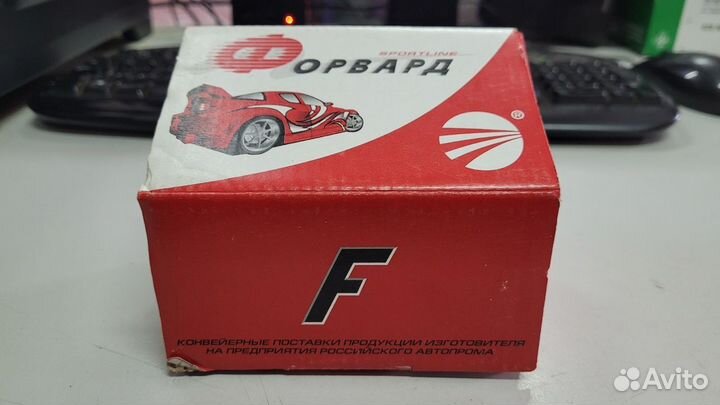 SPORTLINE
ФОРВАРД
®
F
КОНВЕЙЕРНЫЕ ПОСТАВКИ ПРОДУКЦИИ ИЗГОТОВИТЕЛЯ
НА ПРЕДПРИЯТИЯ РОССИЙСКОГО АВТОПРОМА
Avito